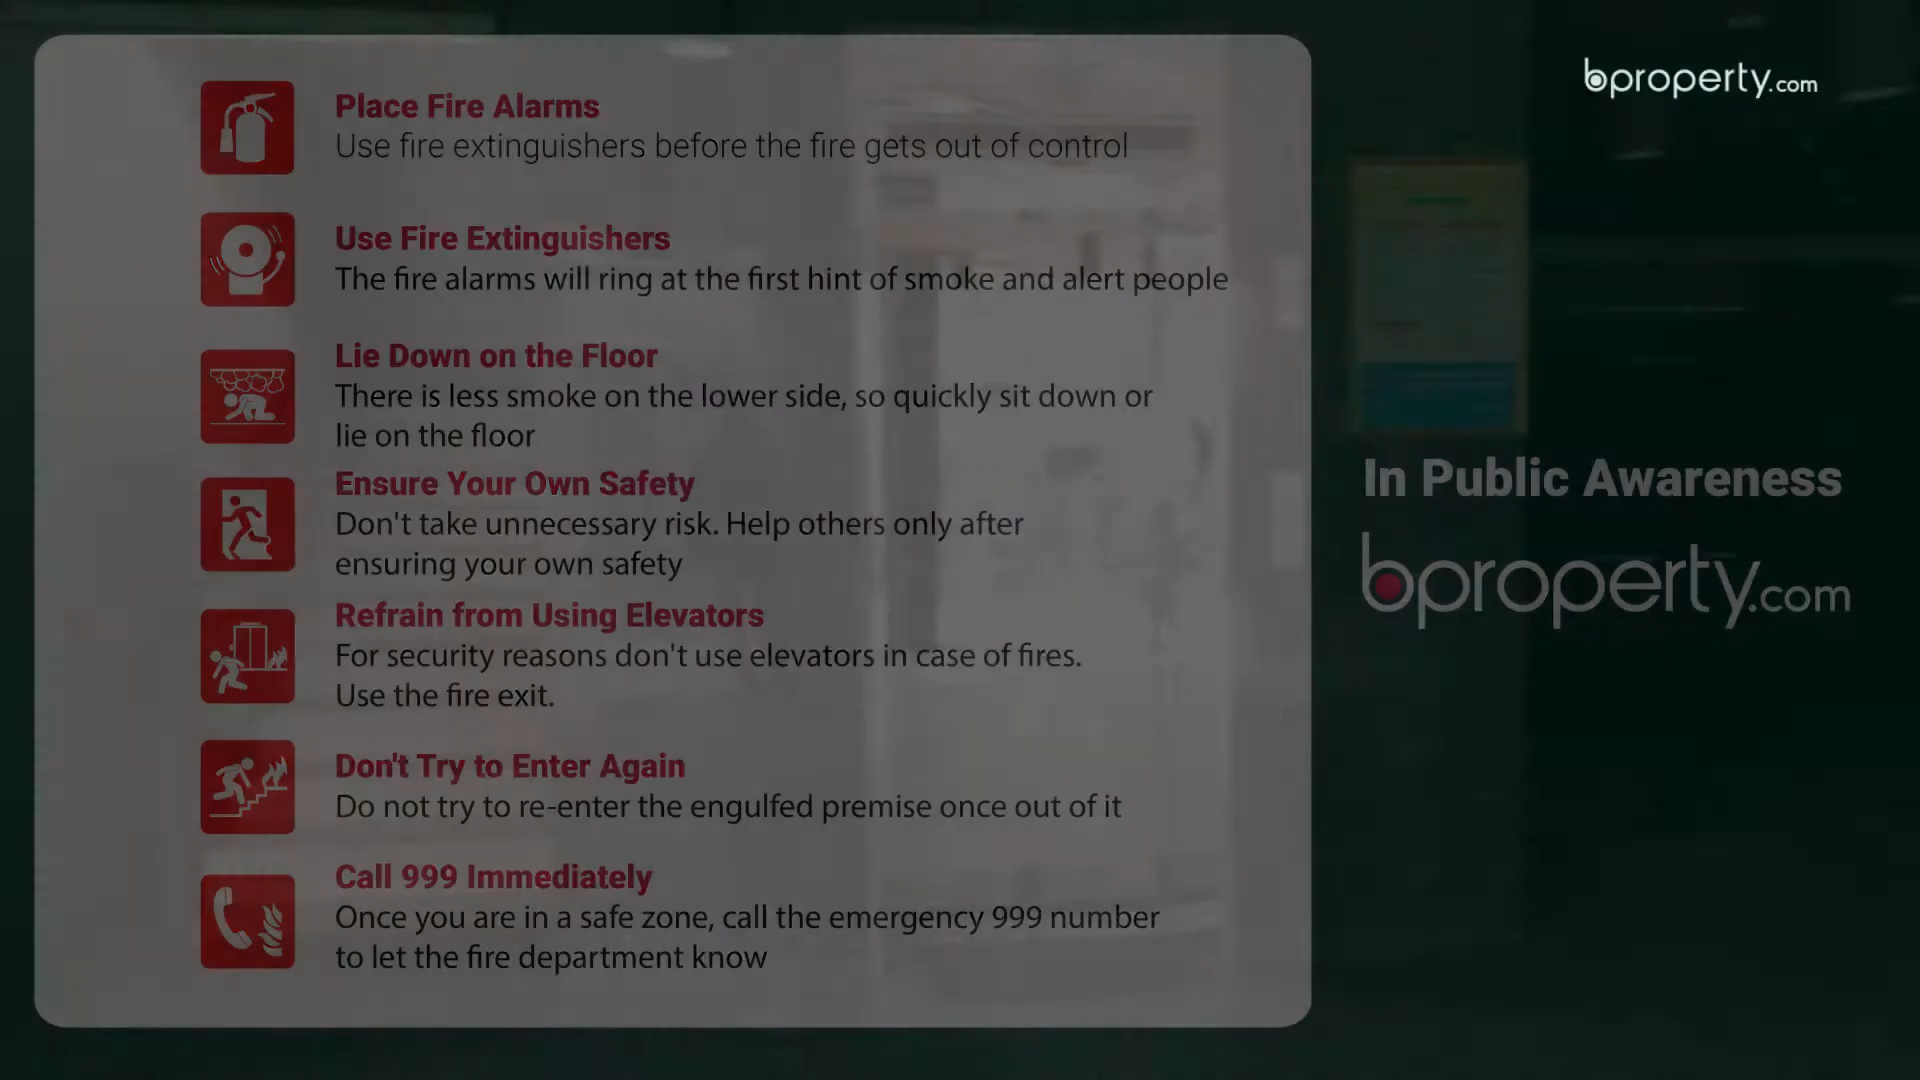 bproperty.com
Place Fire Alarms
Use fire extinguishers before the fire gets out of control
Use Fire Extinguishers
The fire alarms will ring at the first hint of smoke and alert people
Lie Down on the Floor
There is less smoke on the lower side, so quickly sit down or
lie on the floor
Ensure Your Own Safety
Don't take unnecessary risk. Help others only after
ensuring your own safety
Refrain from Using Elevators
For security reasons don't use elevators in case of fires.
Use the fire exit.
Don't Try to Enter Again
Do not try to re-enter the engulfed premise once out of it
Call 999 Immediately
Once you are in a safe zone, call the emergency 999 number
to let the fire department know
In Public Awareness
bproperty.com